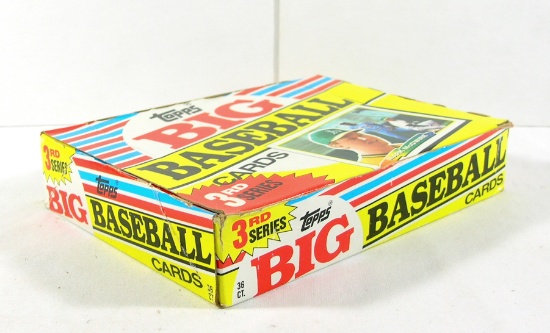 Topps
BIG
BASEBALL
CARDS
3RD
SERIES
3RD
SERIES
Topps
BIG
BASEBALL
CARDS
3RD
SERIES
Topps
BIG
BASEBALL
CARDS
36
CT.